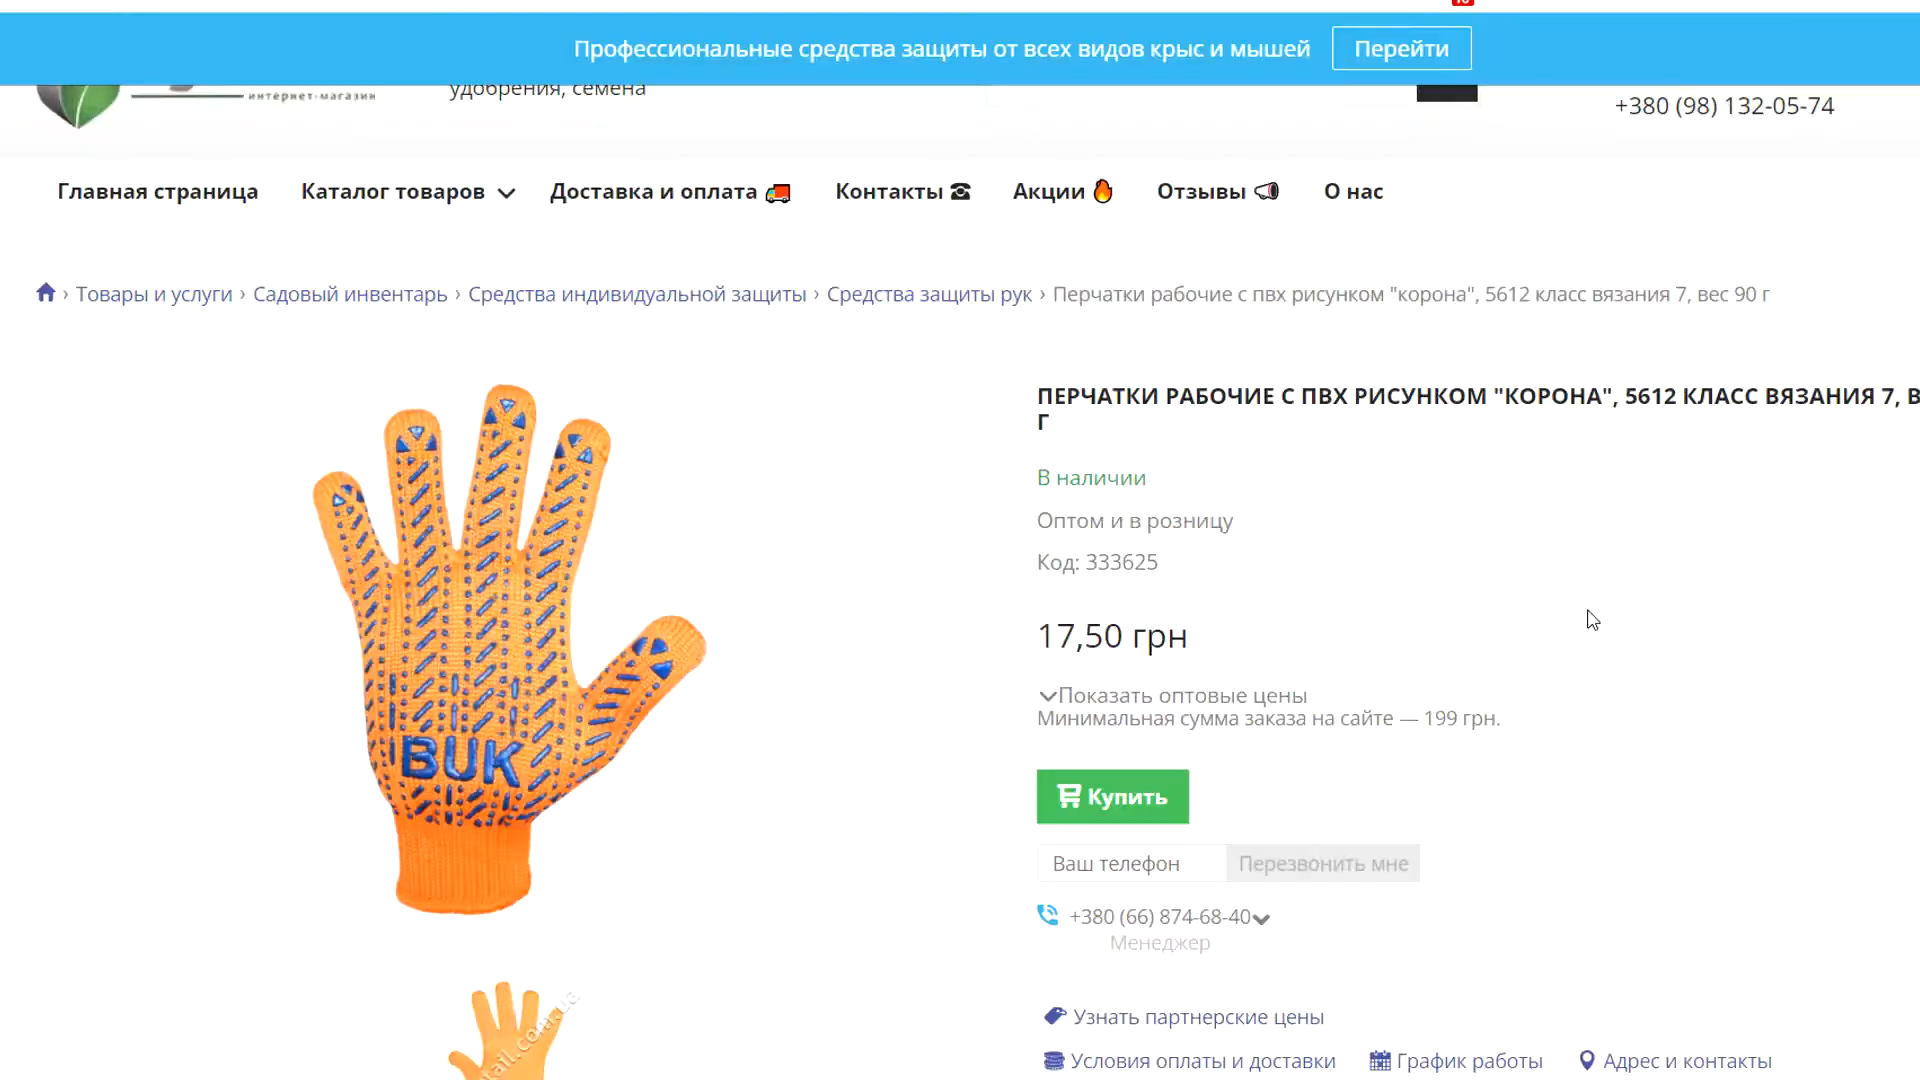 Профессиональные средства защиты от всех видов крыс и мышей
Перейти
интернет-магазин
удобрения, семена
+380 (98) 132-05-74
Главная страница
Каталог товаров
Доставка и оплата
Контакты
Акции
Отзывы
О нас
› Товары и услуги › Садовый инвентарь › Средства индивидуальной защиты › Средства защиты рук › Перчатки рабочие с пвх рисунком "корона", 5612 класс вязания 7, вес 90 г
ПЕРЧАТКИ РАБОЧИЕ С ПВХ РИСУНКОМ "КОРОНА", 5612 КЛАСС ВЯЗАНИЯ 7, В
Г
В наличии
Оптом и в розницу
Код: 333625
17,50 грн
Показать оптовые цены
Минимальная сумма заказа на сайте — 199 грн.
Купить
Ваш телефон
Перезвонить мне
+380 (66) 874-68-40
Менеджер
BUK
Узнать партнерские цены
Условия оплаты и доставки
График работы
Адрес и контакты